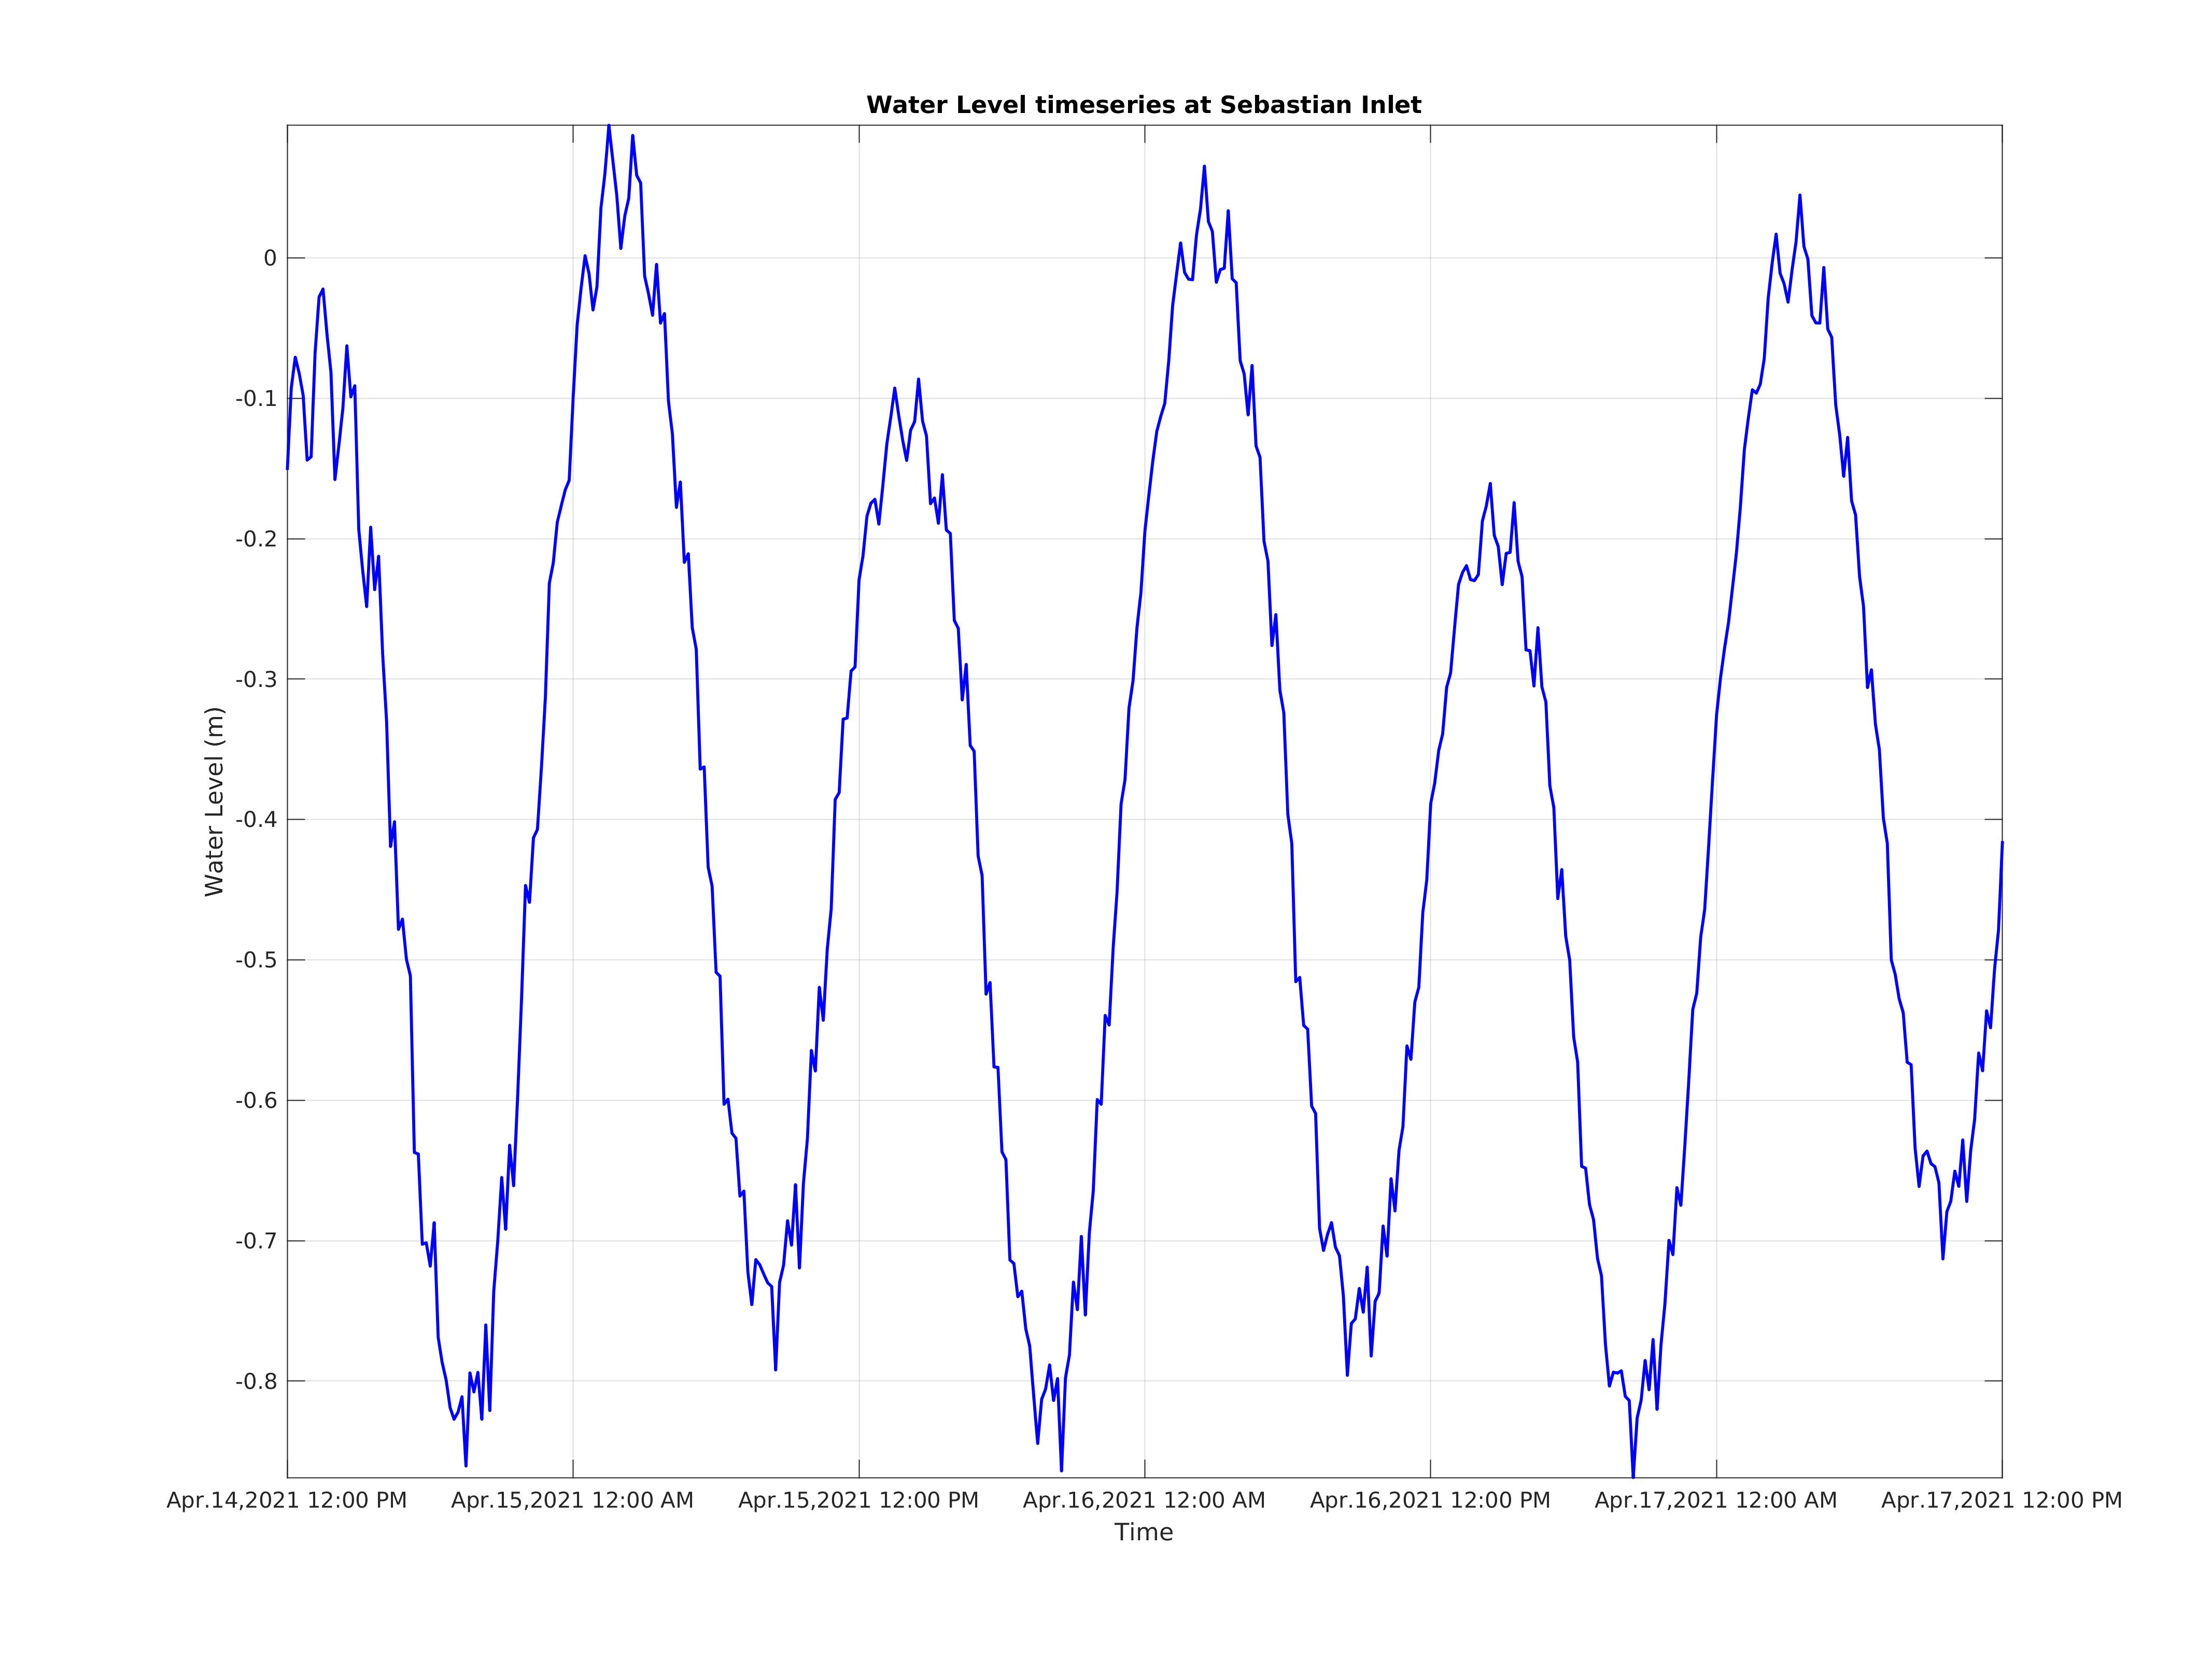 Water Level timeseries at Sebastian Inlet
0
-0.1
-0.2
-0.3
-0.4
-0.5
-0.6
-0.7
-0.8
Water Level (m)
Apr.14,2021 12:00 PM
Apr.15,2021 12:00 AM
Apr.15,2021 12:00 PM
Apr.16,2021 12:00 AM
Apr.16,2021 12:00 PM
Apr.17,2021 12:00 AM
Apr.17,2021 12:00 PM
Time